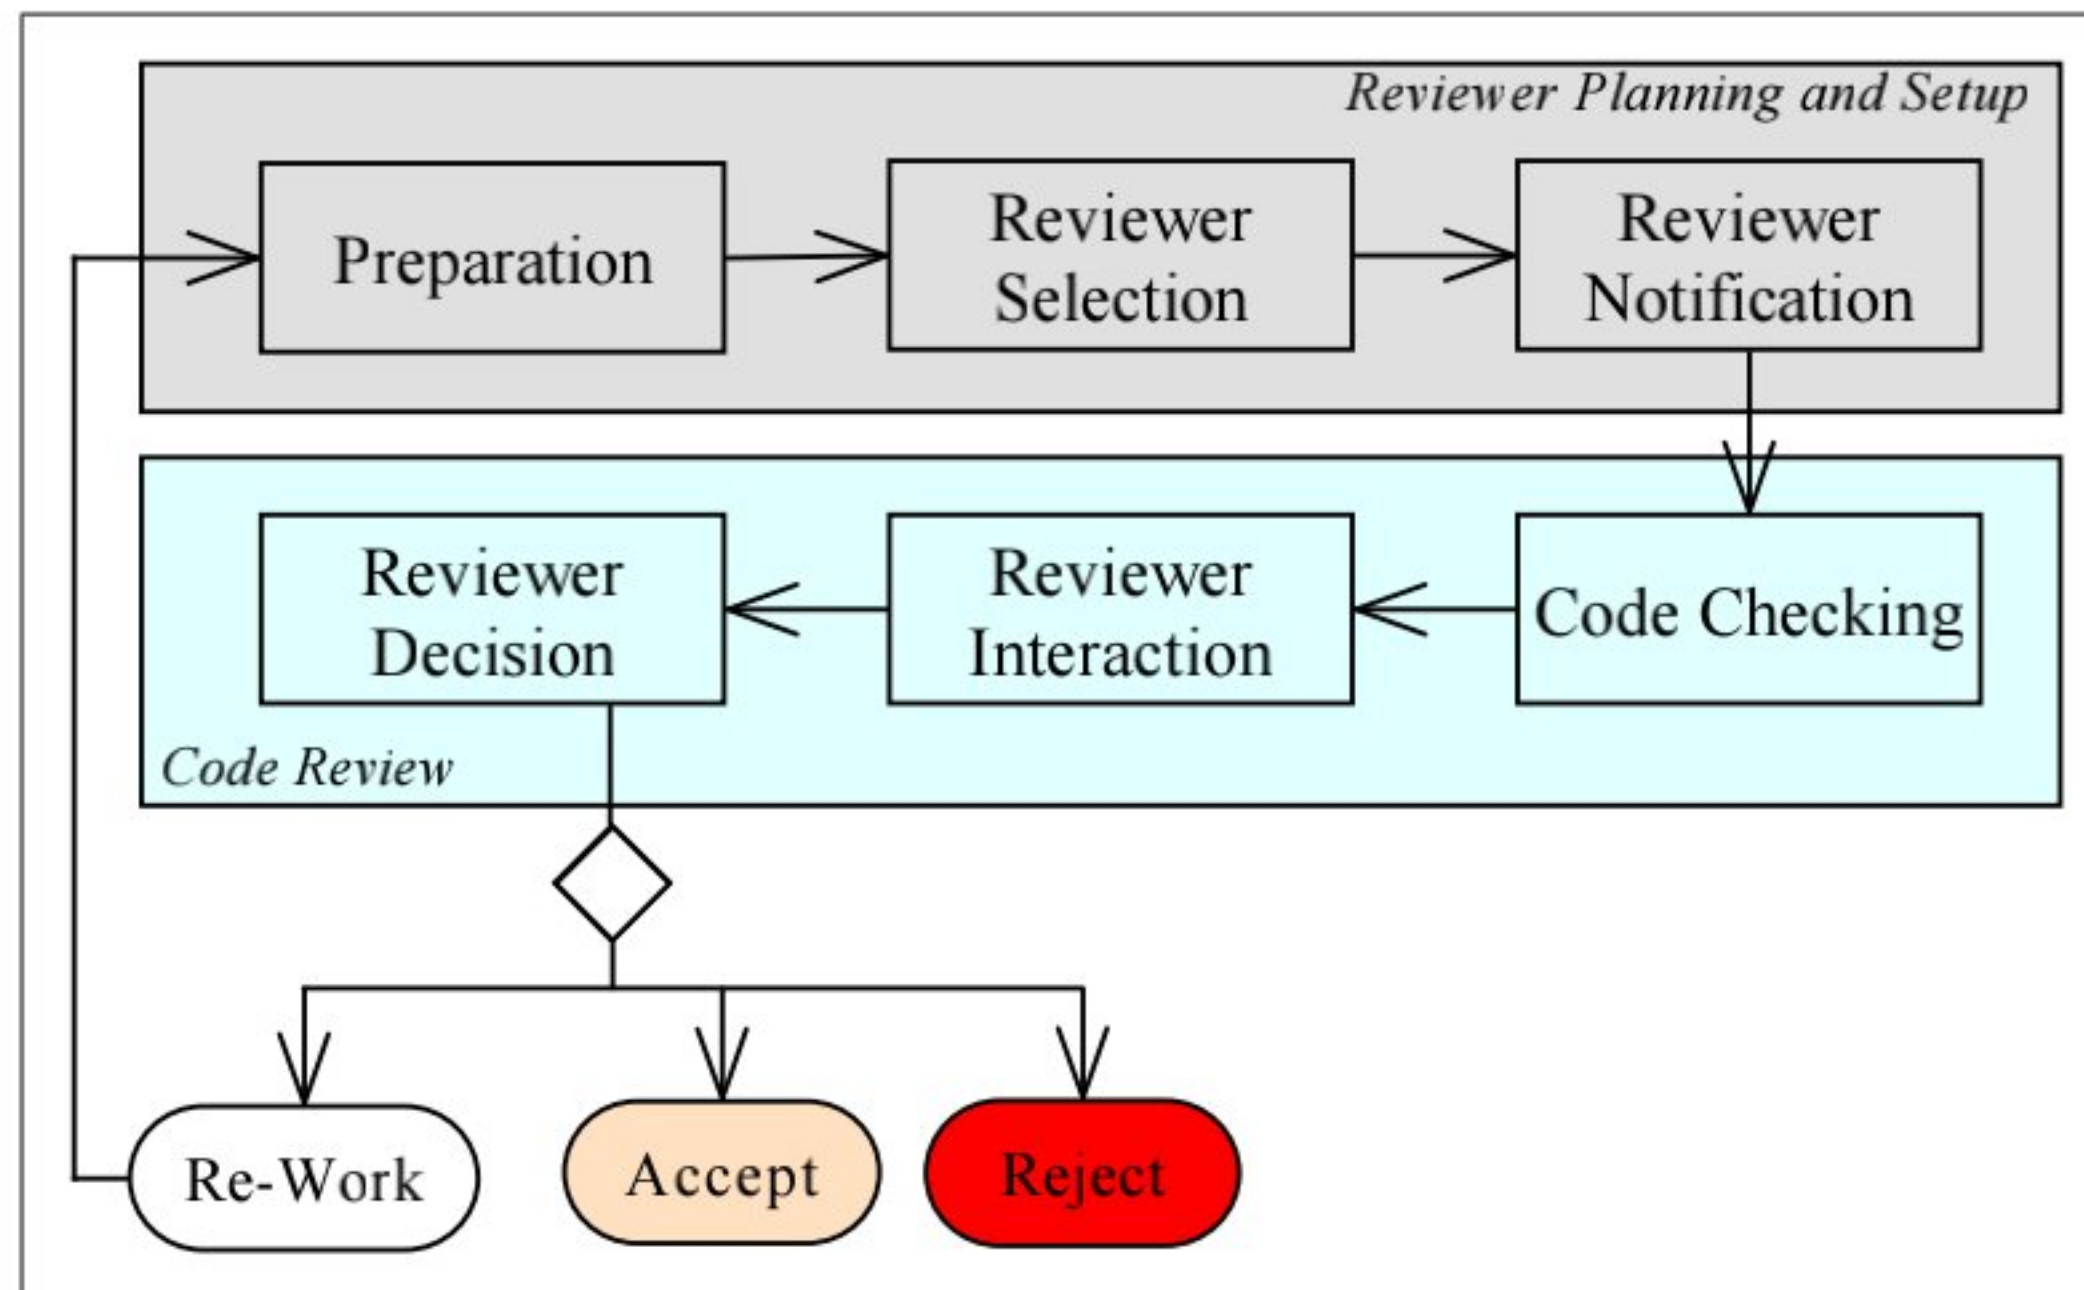 Reviewer Planning and Setup
Preparation
Reviewer
Selection
Reviewer
Notification
Reviewer
Decision
Reviewer
Interaction
Code Checking
Code Review
Re-Work
Accept
Reject